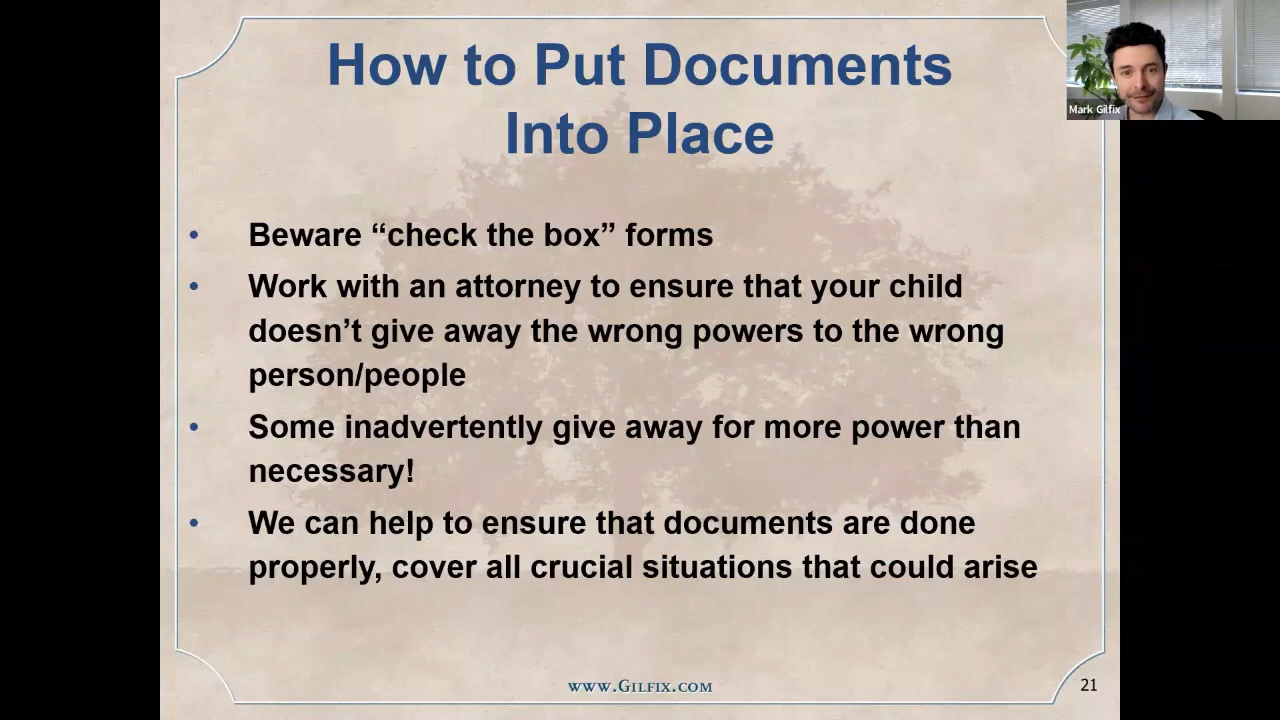 How to Put Documents
Into Place
Mark Gilfix
• Beware “check the box” forms
• Work with an attorney to ensure that your child
doesn’t give away the wrong powers to the wrong
person/people
• Some inadvertently give away for more power than
necessary!
• We can help to ensure that documents are done
properly, cover all crucial situations that could arise
www.Gilfix.com
21